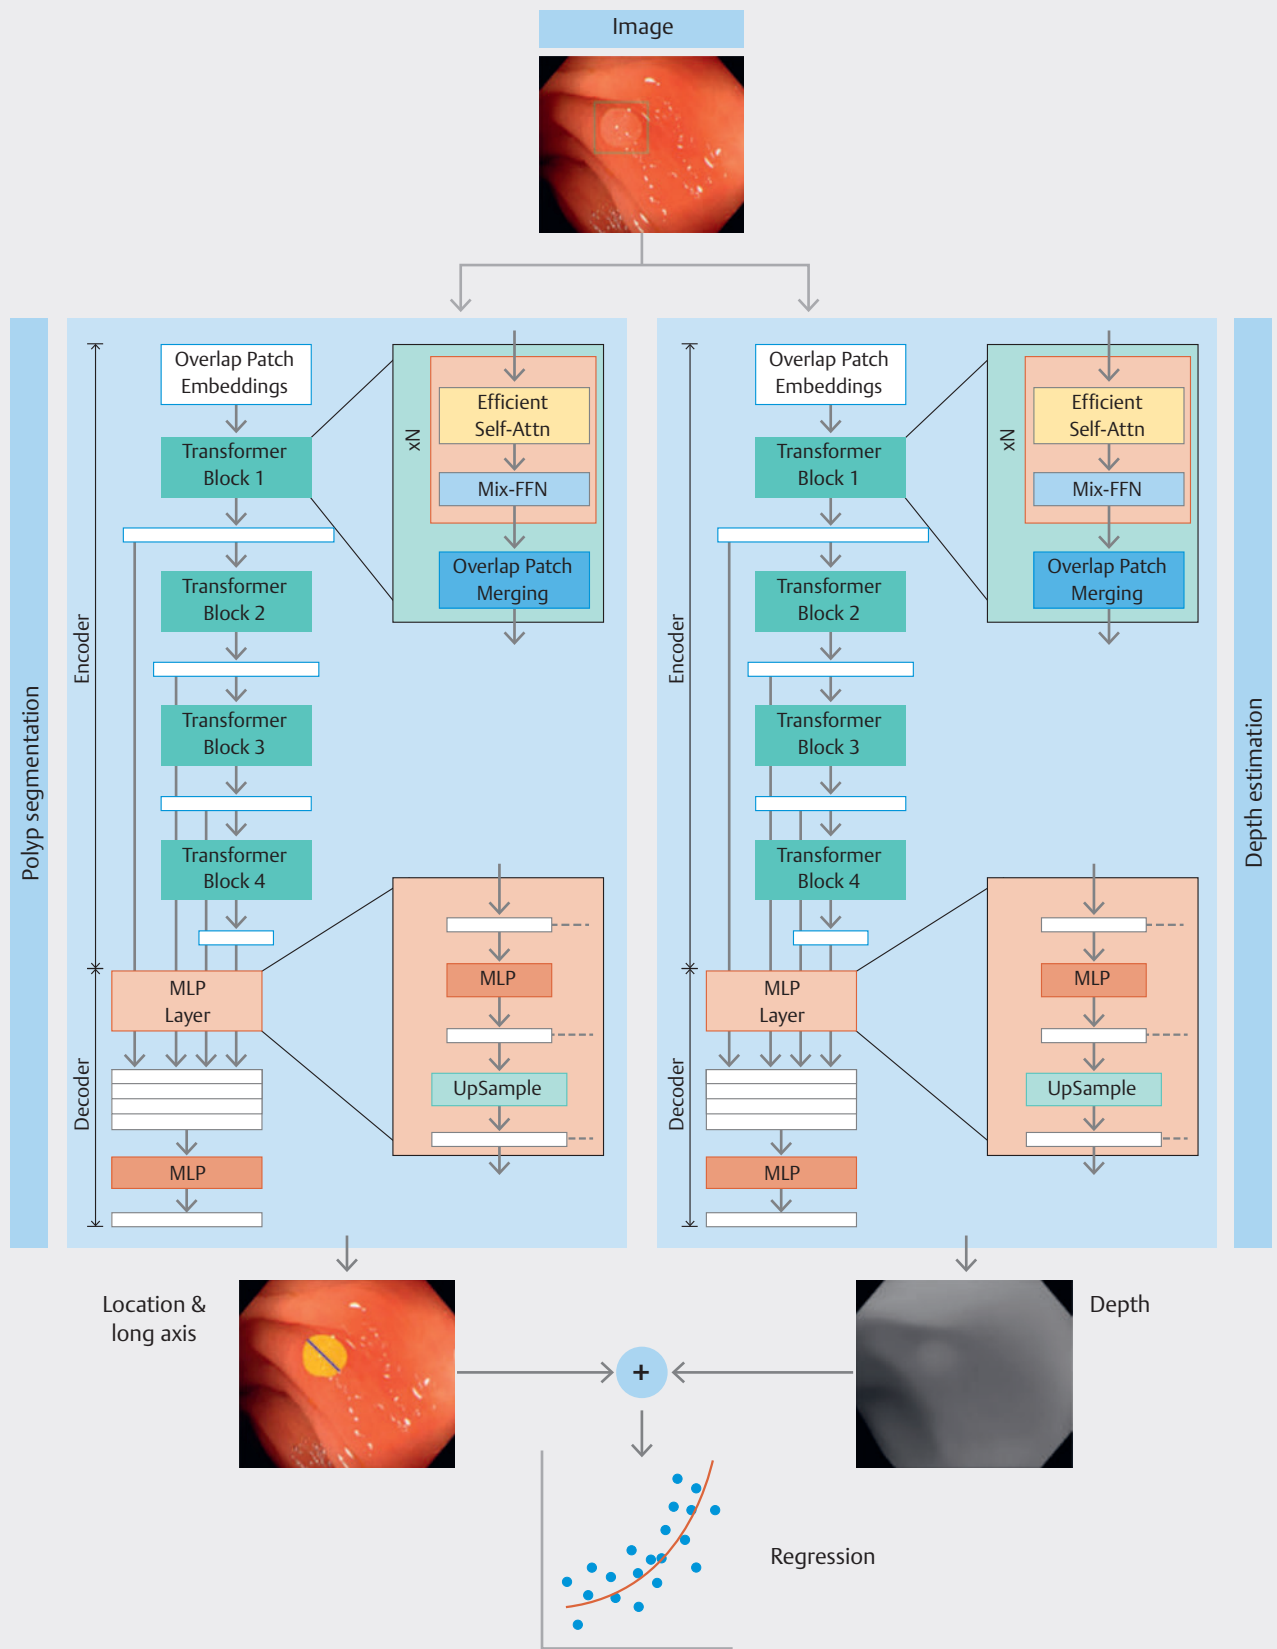 Image
Polyp segmentation
Encoder
Decoder
Overlap Patch
Embeddings
Transformer
Block 1
Transformer
Block 2
Transformer
Block 3
Transformer
Block 4
MLP
Layer
MLP
xN
Efficient
Self-Attn
Mix-FFN
Overlap Patch
Merging
MLP
UpSample
Encoder
Decoder
Overlap Patch
Embeddings
Transformer
Block 1
Transformer
Block 2
Transformer
Block 3
Transformer
Block 4
MLP
Layer
MLP
xN
Efficient
Self-Attn
Mix-FFN
Overlap Patch
Merging
MLP
UpSample
Depth estimation
Location &
long axis
+
Depth
Regression